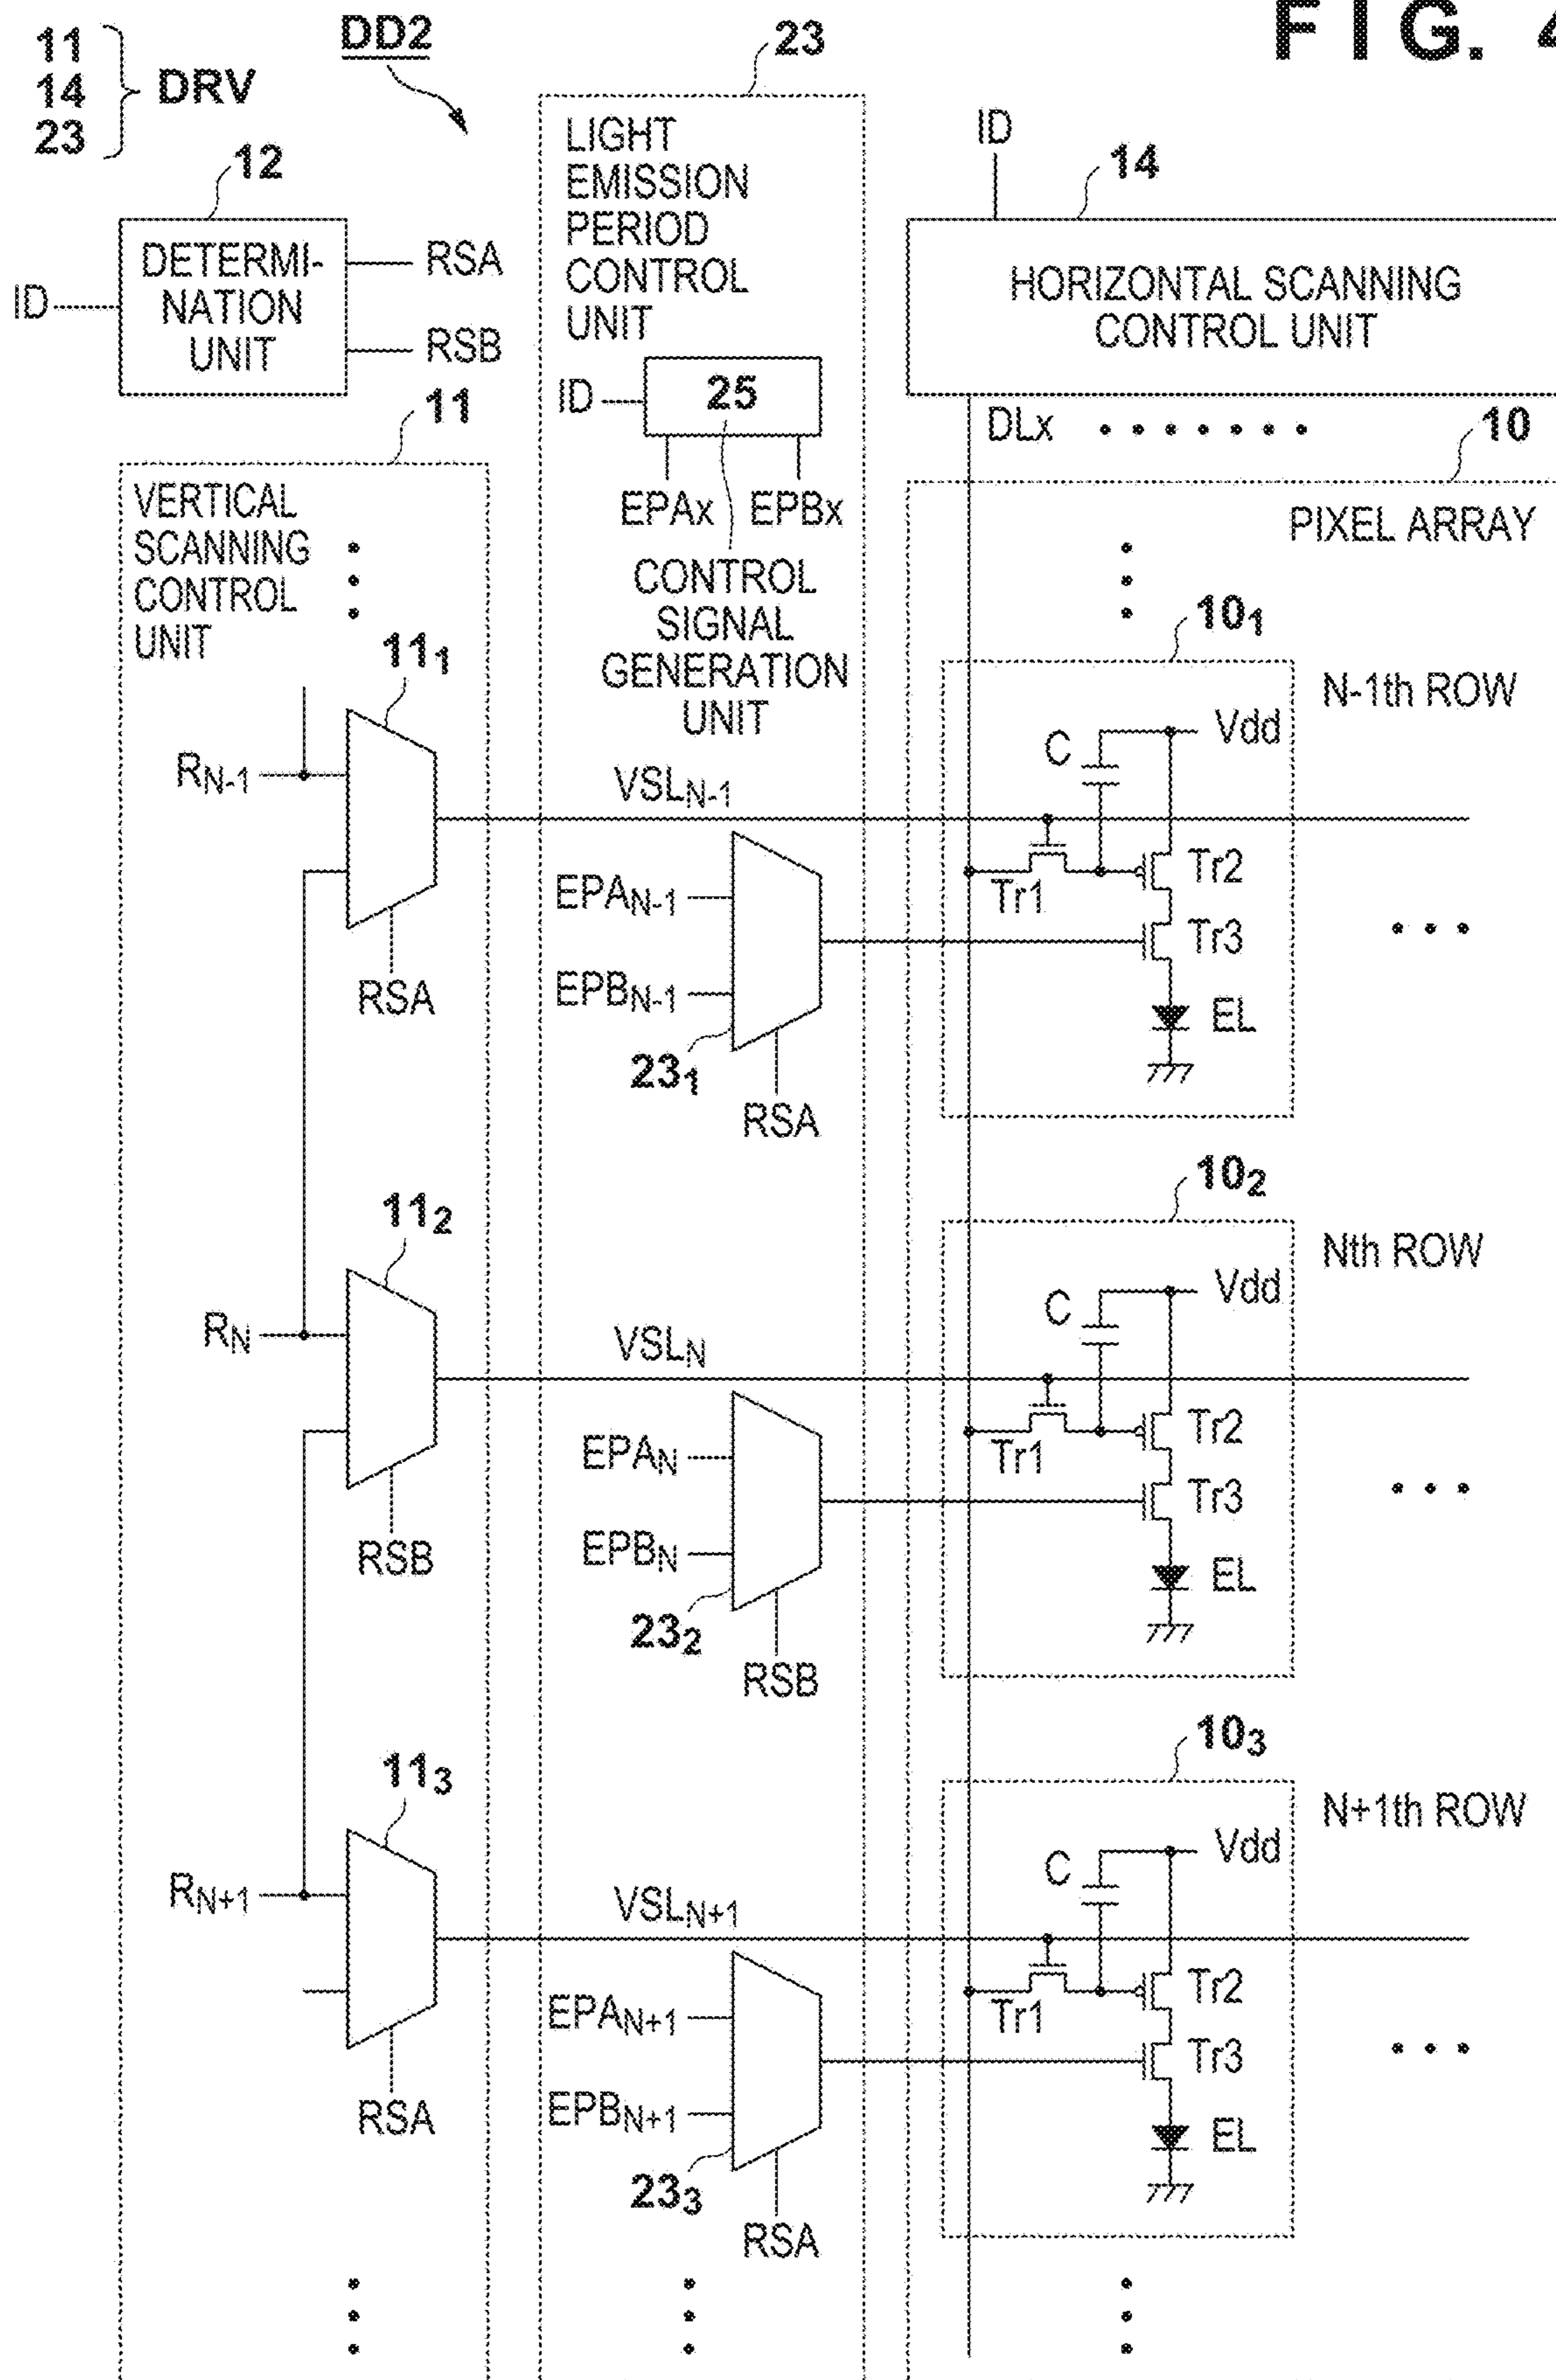 FIG. 4
11
14
23
DRV
DD2
23
12
DETERMI-
NATION
UNIT
ID
RSA
RSB
LIGHT
EMISSION
PERIOD
CONTROL
UNIT
ID
25
EPAx
EPBx
CONTROL
SIGNAL
GENERATION
UNIT
ID
14
HORIZONTAL SCANNING
CONTROL UNIT
DLx
10
PIXEL ARRAY
11
VERTICAL
SCANNING
CONTROL
UNIT
11₁
R_N-1
RSA
VSL_N-1
EPA_N-1
EPB_N-1
23₁
RSA
10₁
N-1th ROW
Vdd
C
Tr1
Tr2
Tr3
EL
11₂
R_N
RSB
VSL_N
EPA_N
EPB_N
23₂
RSB
10₂
Nth ROW
Vdd
C
Tr1
Tr2
Tr3
EL
11₃
R_N+1
RSA
VSL_N+1
EPA_N+1
EPB_N+1
23₃
RSA
10₃
N+1th ROW
Vdd
C
Tr1
Tr2
Tr3
EL